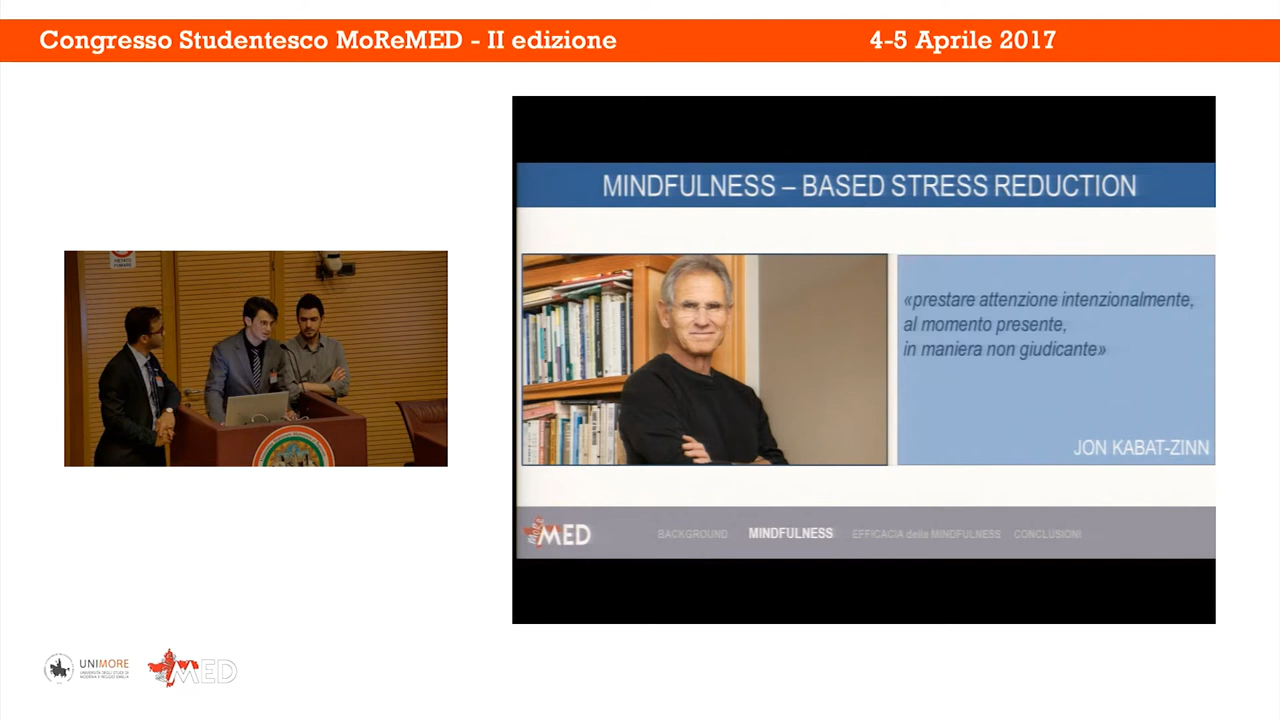 Congresso Studentesco MoReMED - II edizione
4-5 Aprile 2017
MINDFULNESS – BASED STRESS REDUCTION
«prestare attenzione intenzionalmente,
al momento presente,
in maniera non giudicante»
JON KABAT-ZINN
MoRe MED
BACKGROUND MINDFULNESS EFFICACIA della MINDFULNESS CONCLUSIONI
UNIMORE
UNIVERSITÀ DEGLI STUDI DI
MODENA E REGGIO EMILIA
MED